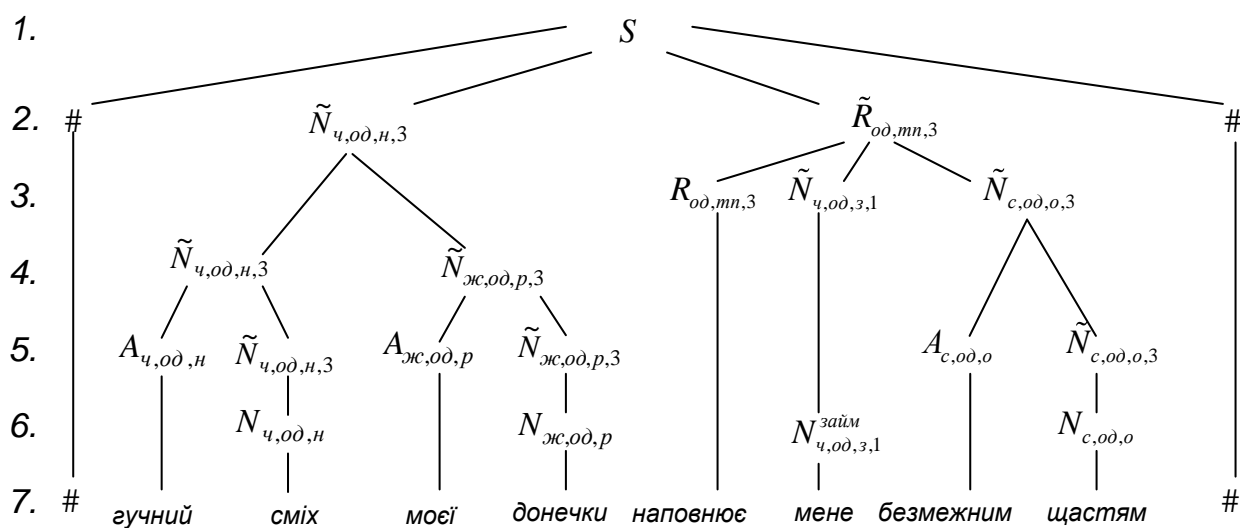 1. S
2. # Ñ ч,од,н,3 R̃ од,тп,3 #
3. R од,тп,3 Ñ ч,од,з,1 Ñ с,од,о,3
4. Ñ ч,од,н,3 Ñ ж,од,р,3
5. A ч,од,н Ñ ч,од,н,3 A ж,од,р Ñ ж,од,р,3 A с,од,о Ñ с,од,о,3
6. N ч,од,н N ж,од,р N займ ч,од,з,1 N с,од,о
7. # гучний сміх моєї донечки наповнює мене безмежним щастям #